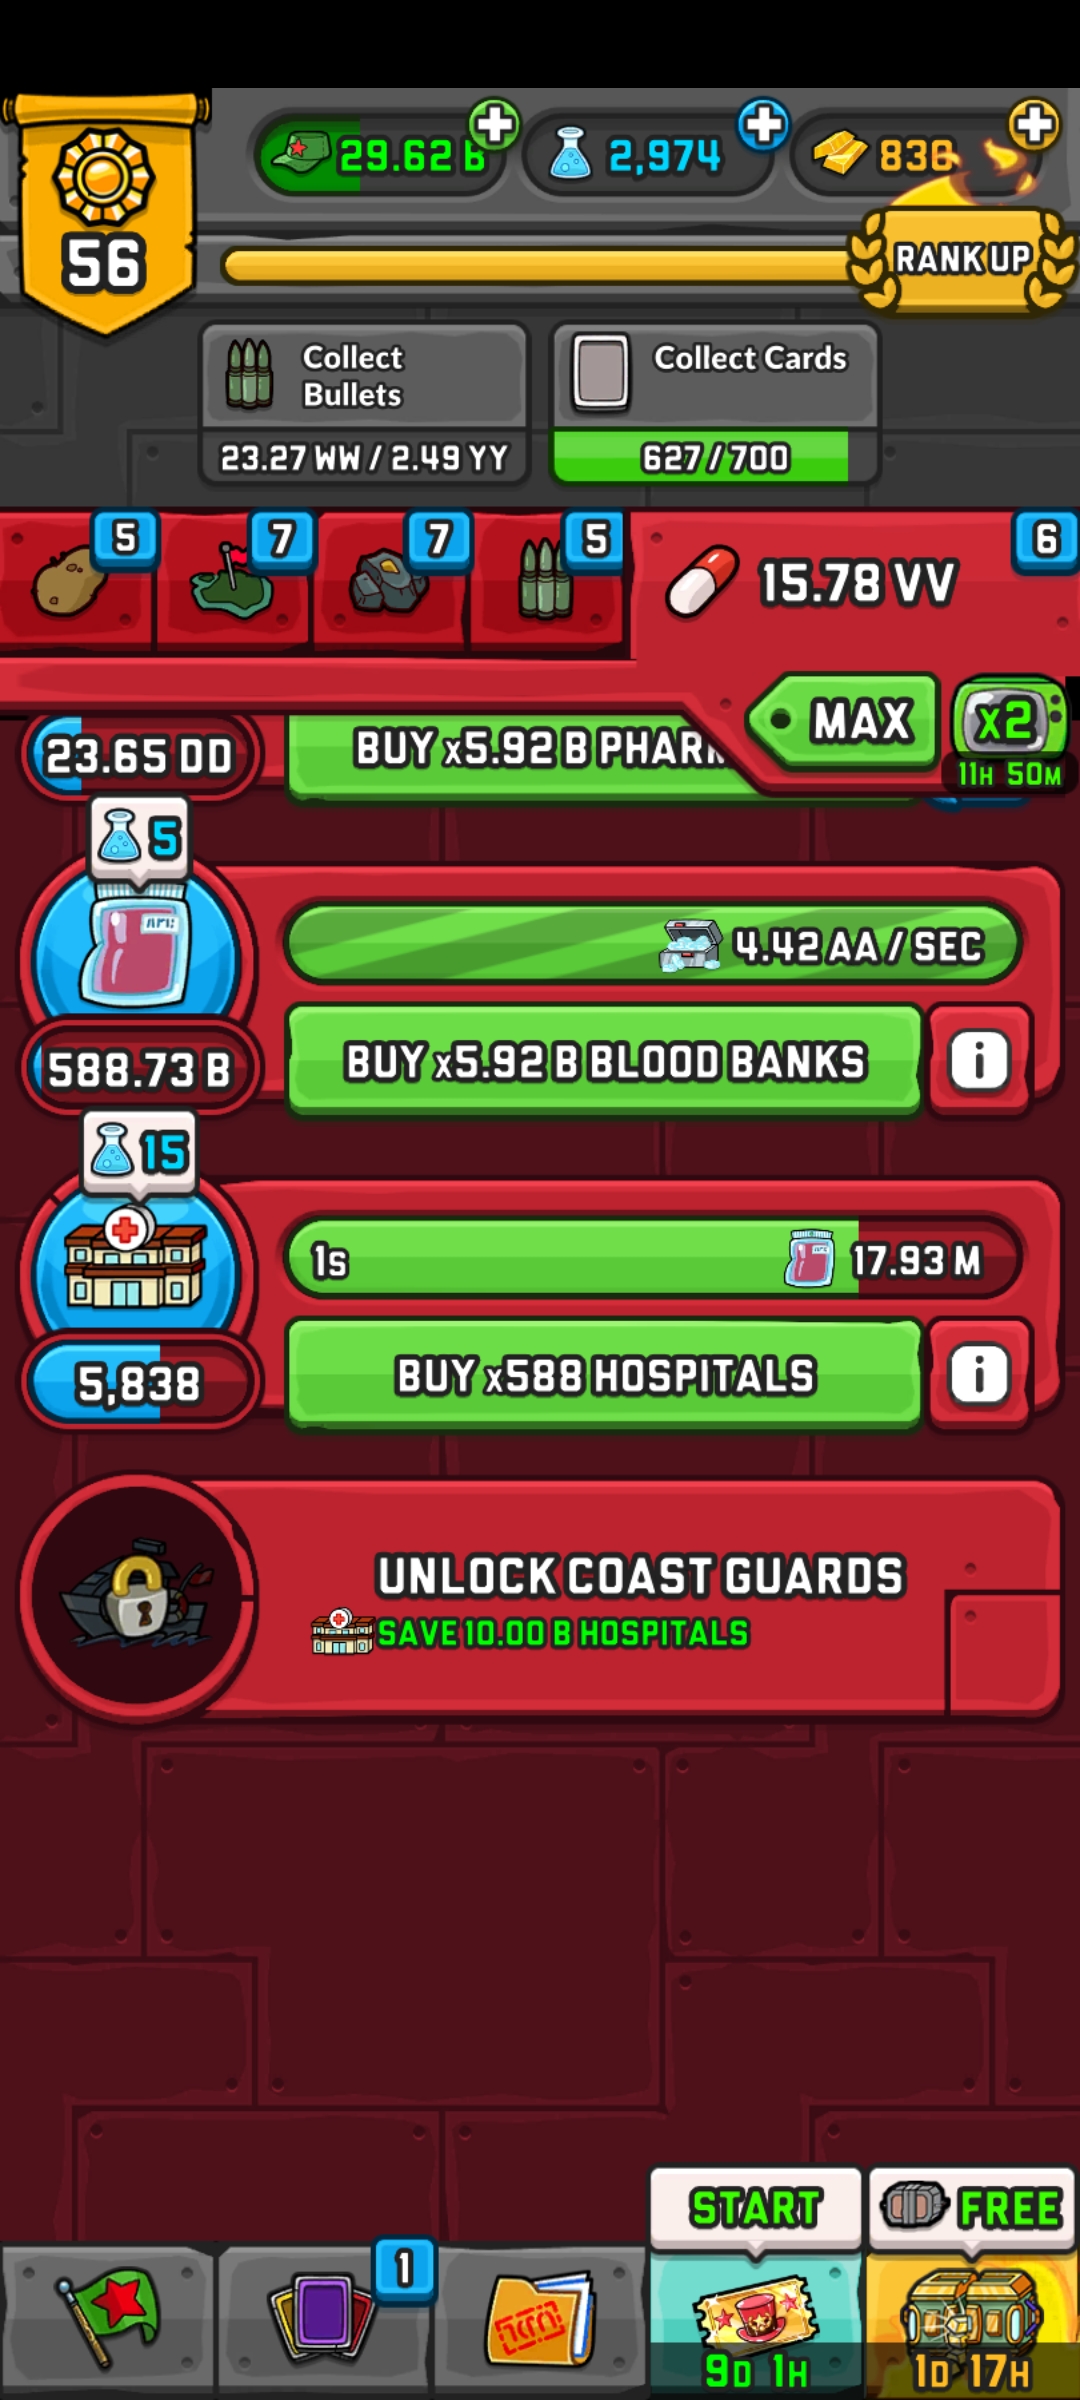 29.62 B
2,974
838
56
RANK UP
Collect
Bullets
23.27 WW / 2.49 YY
Collect Cards
627 / 700
5
7
7
5
6
15.78 VV
MAX
x2
11H 50M
23.65 DD
BUY x5.92 B PHARM
5
4.42 AA / SEC
588.73 B
BUY x5.92 B BLOOD BANKS
i
15
1s
17.93 M
5,838
BUY x588 HOSPITALS
i
UNLOCK COAST GUARDS
SAVE 10.00 B HOSPITALS
START
FREE
1
9D 1H
1D 17H